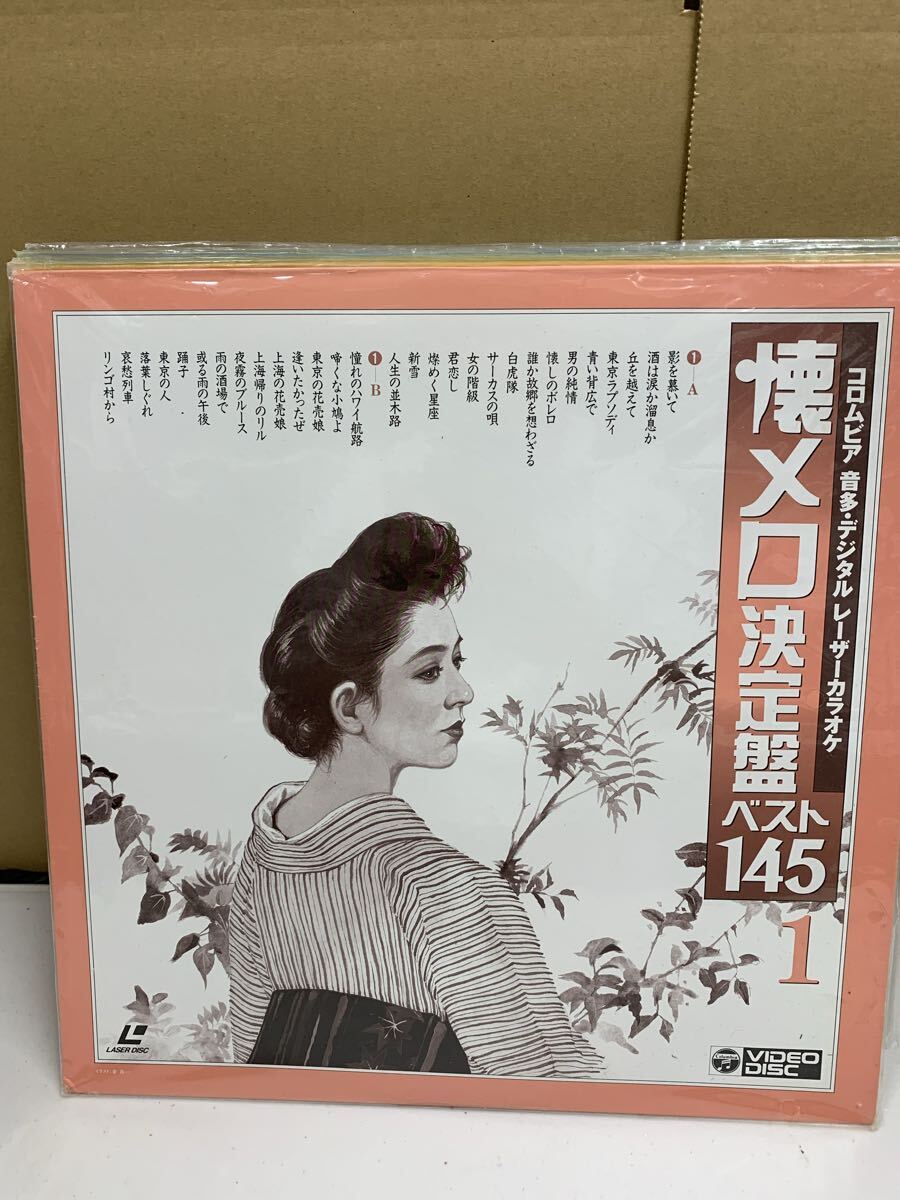 コロムビア 音多・デジタル レーザーカラオケ
懐メロ決定盤
ベスト
145
1
❶―A
影を慕いて
酒は涙か溜息か
丘を越えて
東京ラプソディ
青い背広で
男の純情
懐しのボレロ
誰か故郷を想わざる
白虎隊
サーカスの唄
女の階級
君恋し
燦めく星座
新雪
人生の並木路
❶―B
憧れのハワイ航路
啼くな小鳩よ
東京の花売娘
逢いたかったぜ
上海の花売娘
上海帰りのリル
夜霧のブルース
雨の酒場で
或る雨の午後
踊子
東京の人
落葉しぐれ
哀愁列車
リンゴ村から
LASER DISC
Columbia
VIDEO
DISC